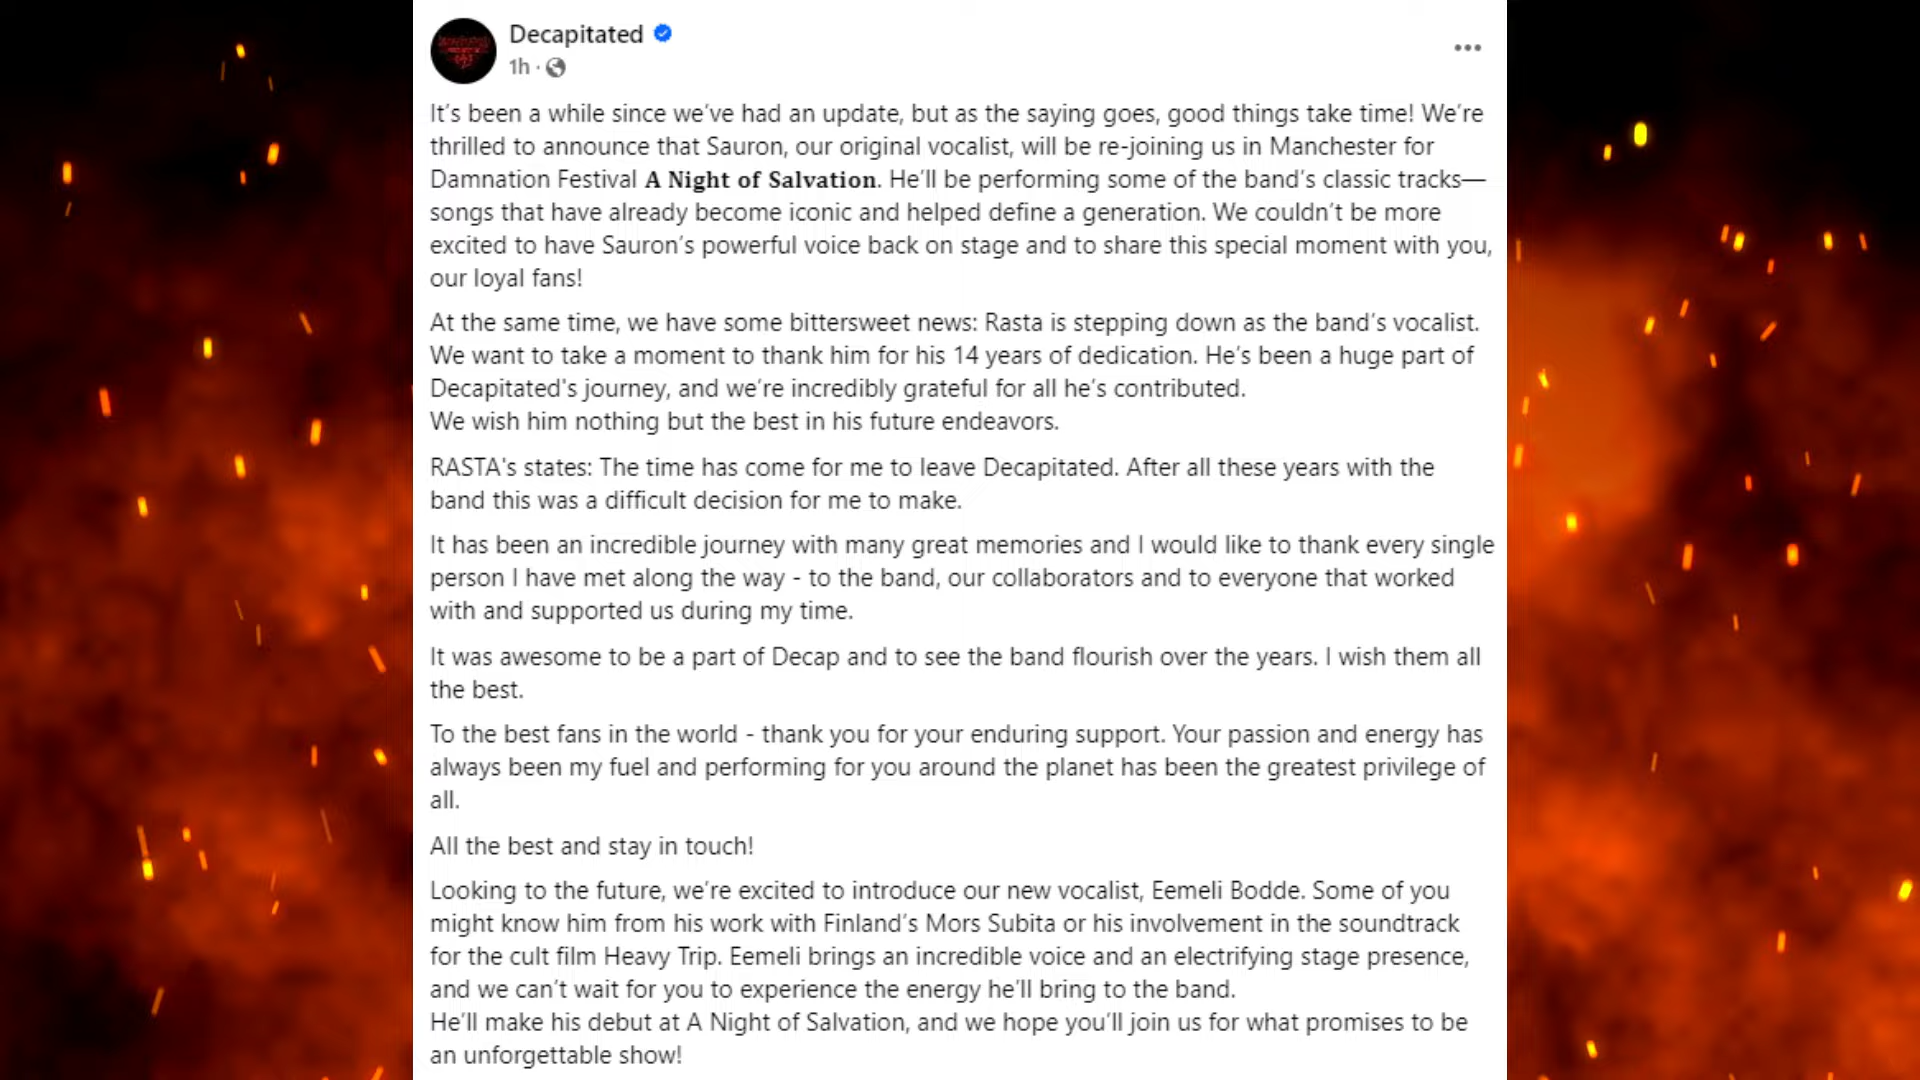 Decapitated
1h ·
It's been a while since we've had an update, but as the saying goes, good things take time! We're
thrilled to announce that Sauron, our original vocalist, will be re-joining us in Manchester for
Damnation Festival A Night of Salvation. He'll be performing some of the band's classic tracks—
songs that have already become iconic and helped define a generation. We couldn't be more
excited to have Sauron's powerful voice back on stage and to share this special moment with you,
our loyal fans!
At the same time, we have some bittersweet news: Rasta is stepping down as the band's vocalist.
We want to take a moment to thank him for his 14 years of dedication. He's been a huge part of
Decapitated's journey, and we're incredibly grateful for all he's contributed.
We wish him nothing but the best in his future endeavors.
RASTA's states: The time has come for me to leave Decapitated. After all these years with the
band this was a difficult decision for me to make.
It has been an incredible journey with many great memories and I would like to thank every single
person I have met along the way - to the band, our collaborators and to everyone that worked
with and supported us during my time.
It was awesome to be a part of Decap and to see the band flourish over the years. I wish them all
the best.
To the best fans in the world - thank you for your enduring support. Your passion and energy has
always been my fuel and performing for you around the planet has been the greatest privilege of
all.
All the best and stay in touch!
Looking to the future, we're excited to introduce our new vocalist, Eemeli Bodde. Some of you
might know him from his work with Finland's Mors Subita or his involvement in the soundtrack
for the cult film Heavy Trip. Eemeli brings an incredible voice and an electrifying stage presence,
and we can't wait for you to experience the energy he'll bring to the band.
He'll make his debut at A Night of Salvation, and we hope you'll join us for what promises to be
an unforgettable show!